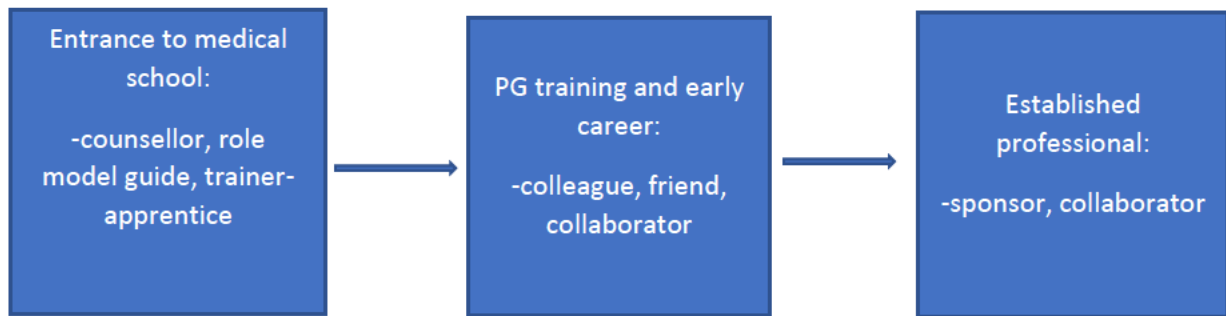 Entrance to medical
school:
-counsellor, role
model guide, trainer-
apprentice
PG training and early
career:
-colleague, friend,
collaborator
Established
professional:
-sponsor, collaborator